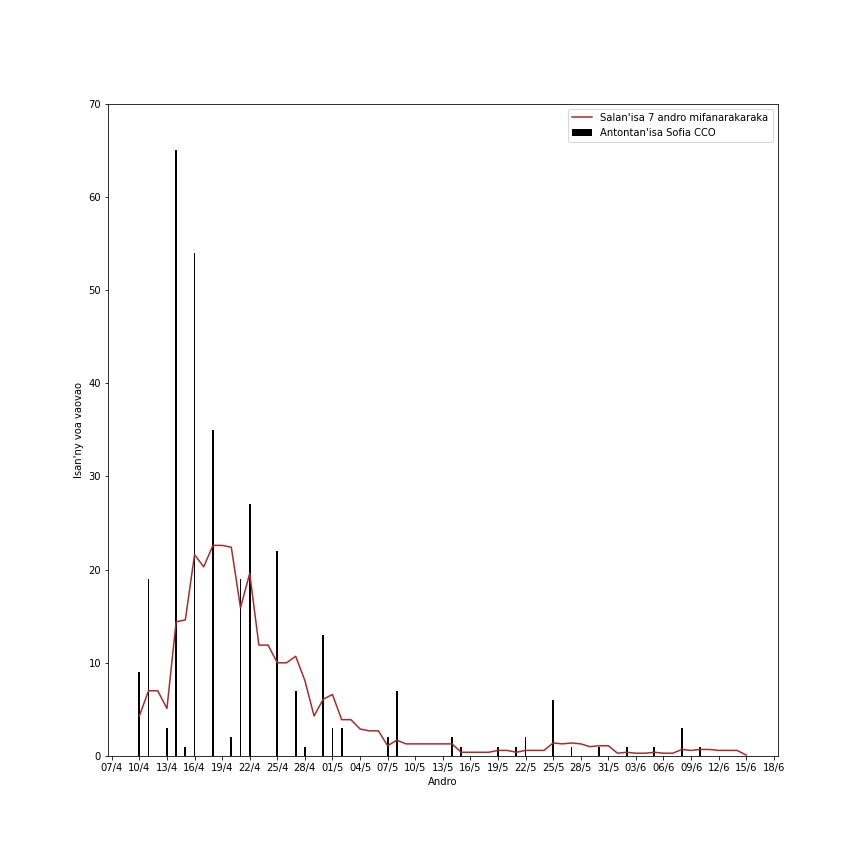 70
Salan'isa 7 andro mifanarakaraka
Antontan'isa Sofia CCO
60
50
40
30
20
10
0
Isan'ny voa vaovao
07/4 10/4 13/4 16/4 19/4 22/4 25/4 28/4 01/5 04/5 07/5 10/5 13/5 16/5 19/5 22/5 25/5 28/5 31/5 03/6 06/6 09/6 12/6 15/6 18/6
Andro